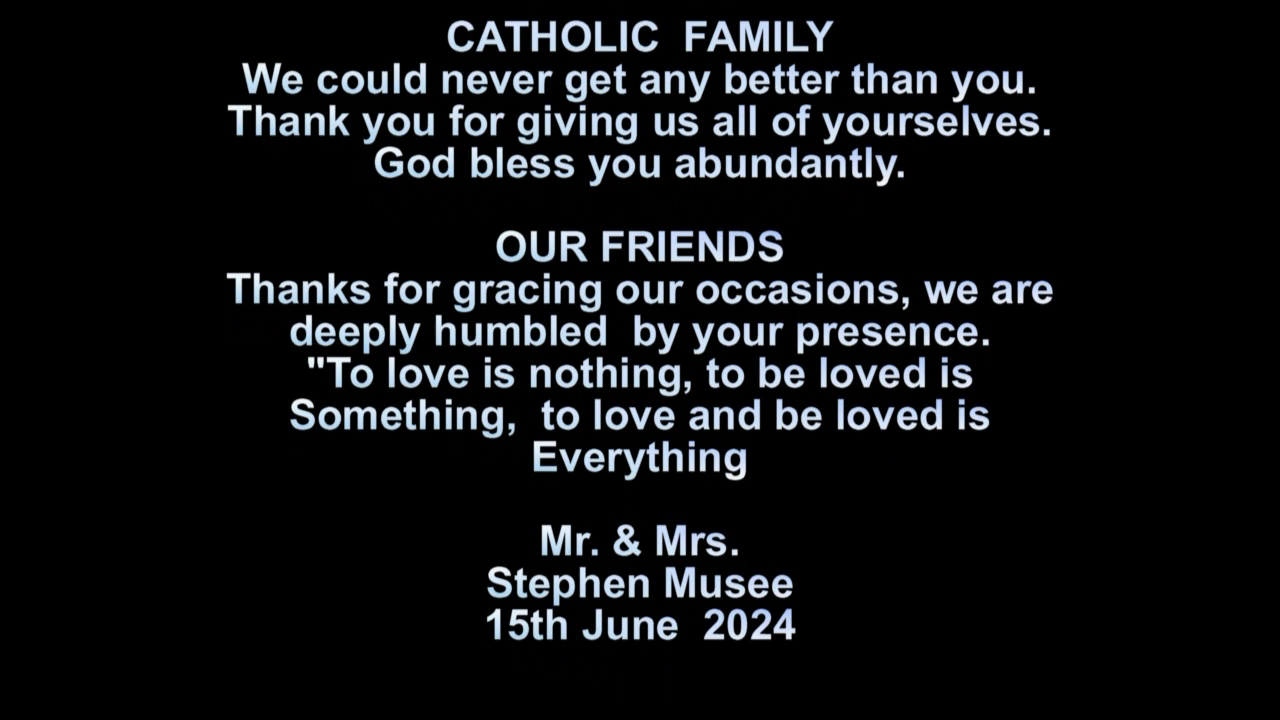 CATHOLIC  FAMILY
We could never get any better than you.
Thank you for giving us all of yourselves.
God bless you abundantly.
OUR FRIENDS
Thanks for gracing our occasions, we are
deeply humbled  by your presence.
"To love is nothing, to be loved is
Something,  to love and be loved is
Everything
Mr. & Mrs.
Stephen Musee
15th June  2024